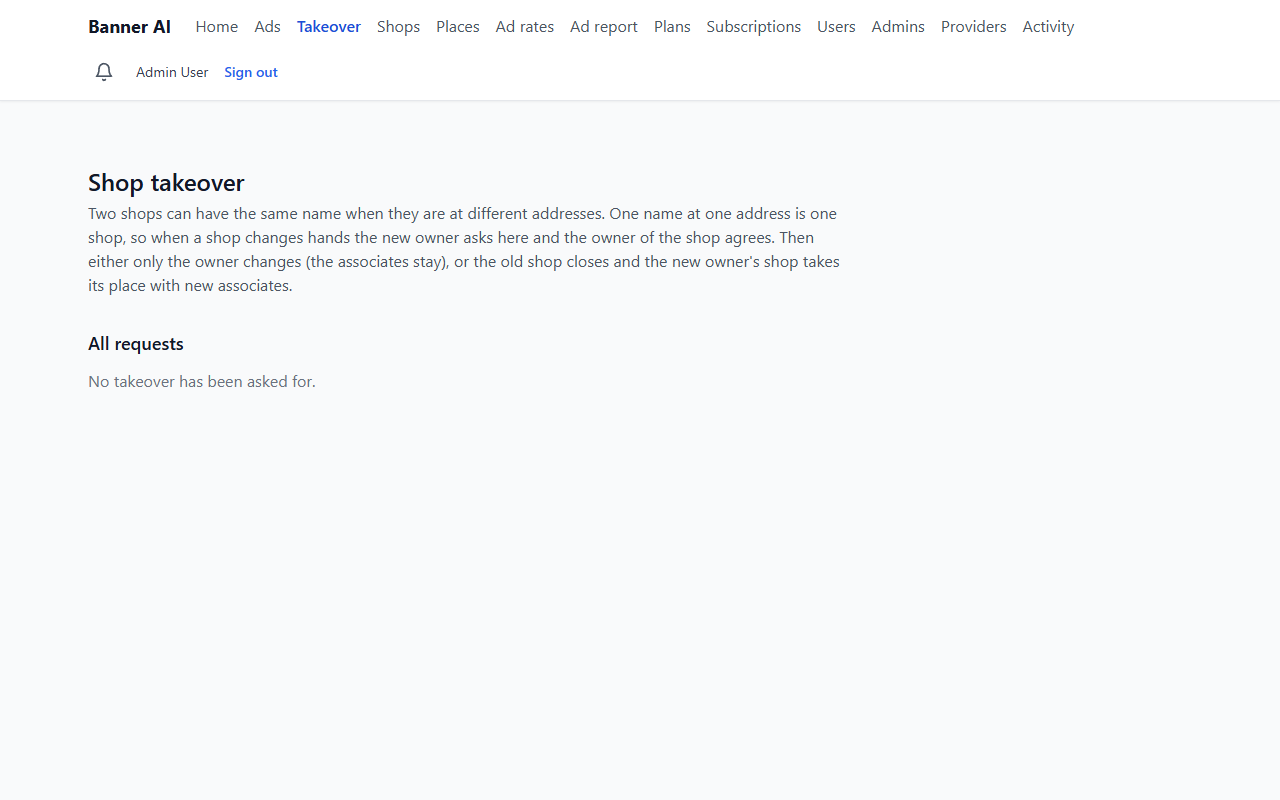 Banner AI Home Ads Takeover Shops Places Ad rates Ad report Plans Subscriptions Users Admins Providers Activity
Admin User Sign out
Shop takeover
Two shops can have the same name when they are at different addresses. One name at one address is one
shop, so when a shop changes hands the new owner asks here and the owner of the shop agrees. Then
either only the owner changes (the associates stay), or the old shop closes and the new owner's shop takes
its place with new associates.
All requests
No takeover has been asked for.